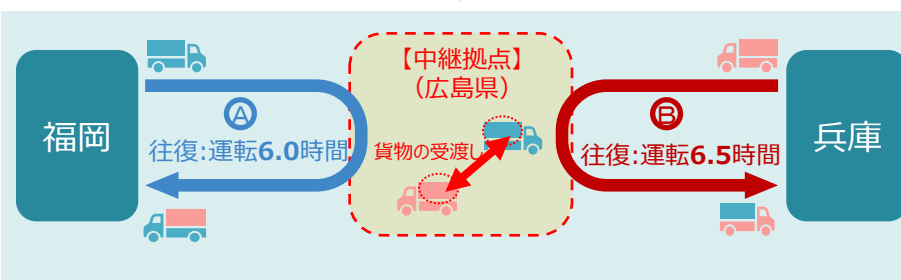 福岡
Ⓐ
往復:運転6.0時間
【中継拠点】
（広島県）
貨物の受渡し
Ⓑ
往復:運転6.5時間
兵庫